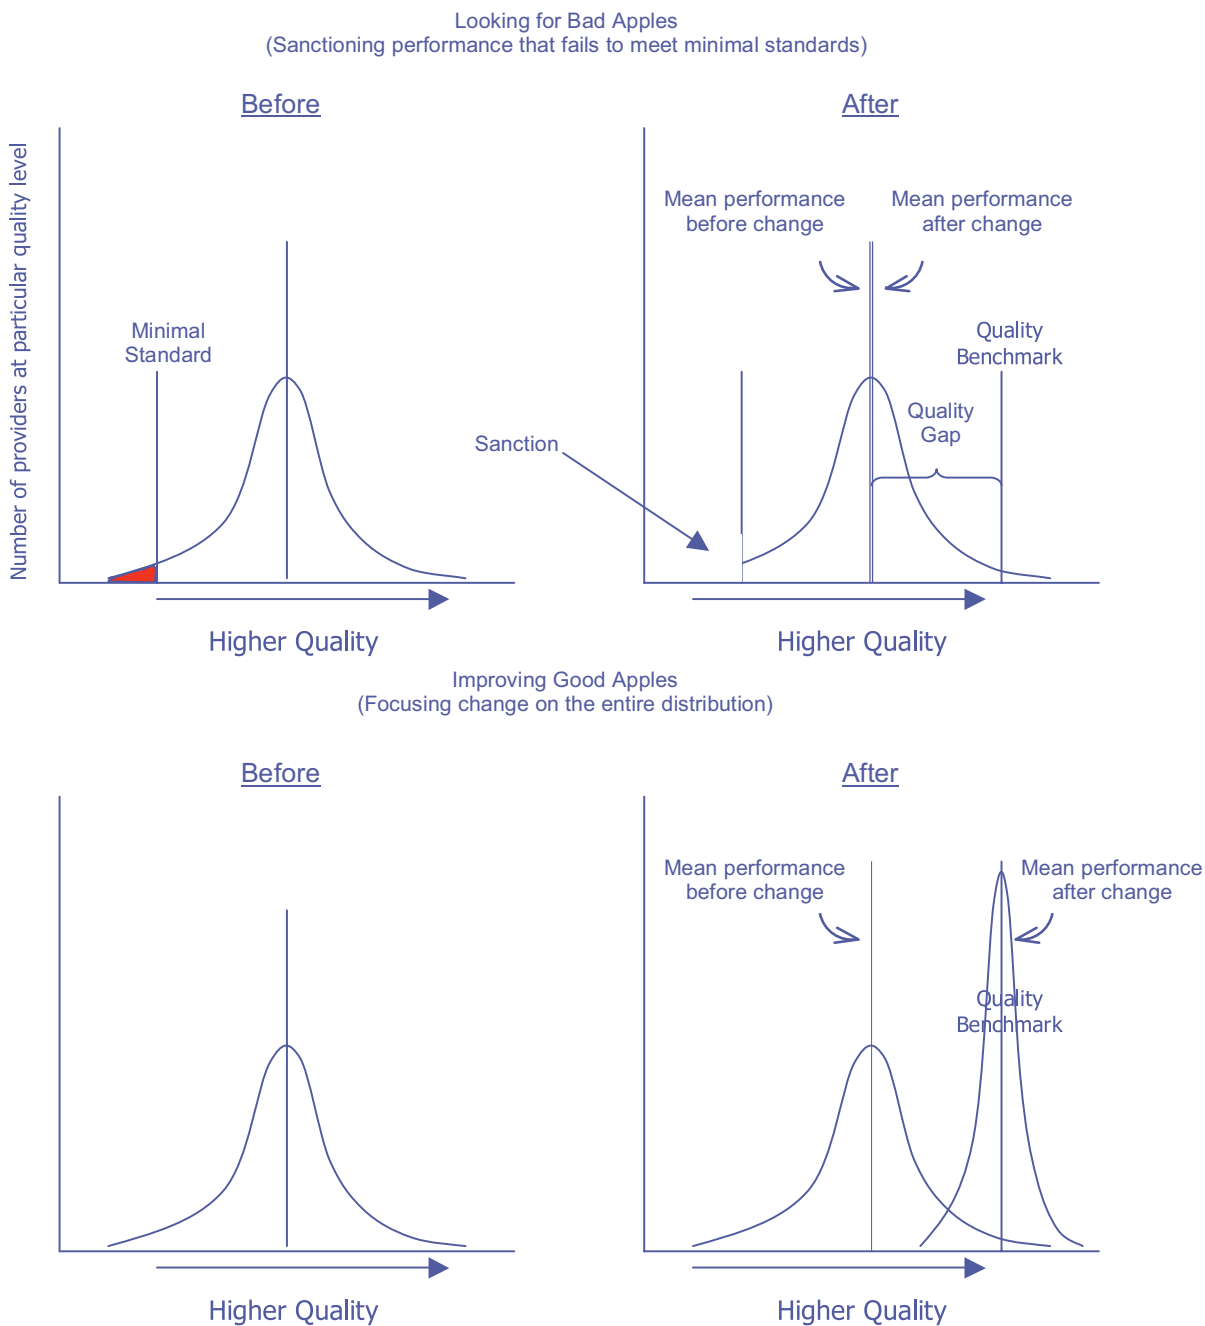 Looking for Bad Apples
(Sanctioning performance that fails to meet minimal standards)
Before
After
Number of providers at particular quality level
Mean performance
before change
Mean performance
after change
Minimal
Standard
Quality
Benchmark
Quality
Gap
Sanction
Higher Quality
Higher Quality
Improving Good Apples
(Focusing change on the entire distribution)
Before
After
Mean performance
before change
Mean performance
after change
Quality
Benchmark
Higher Quality
Higher Quality